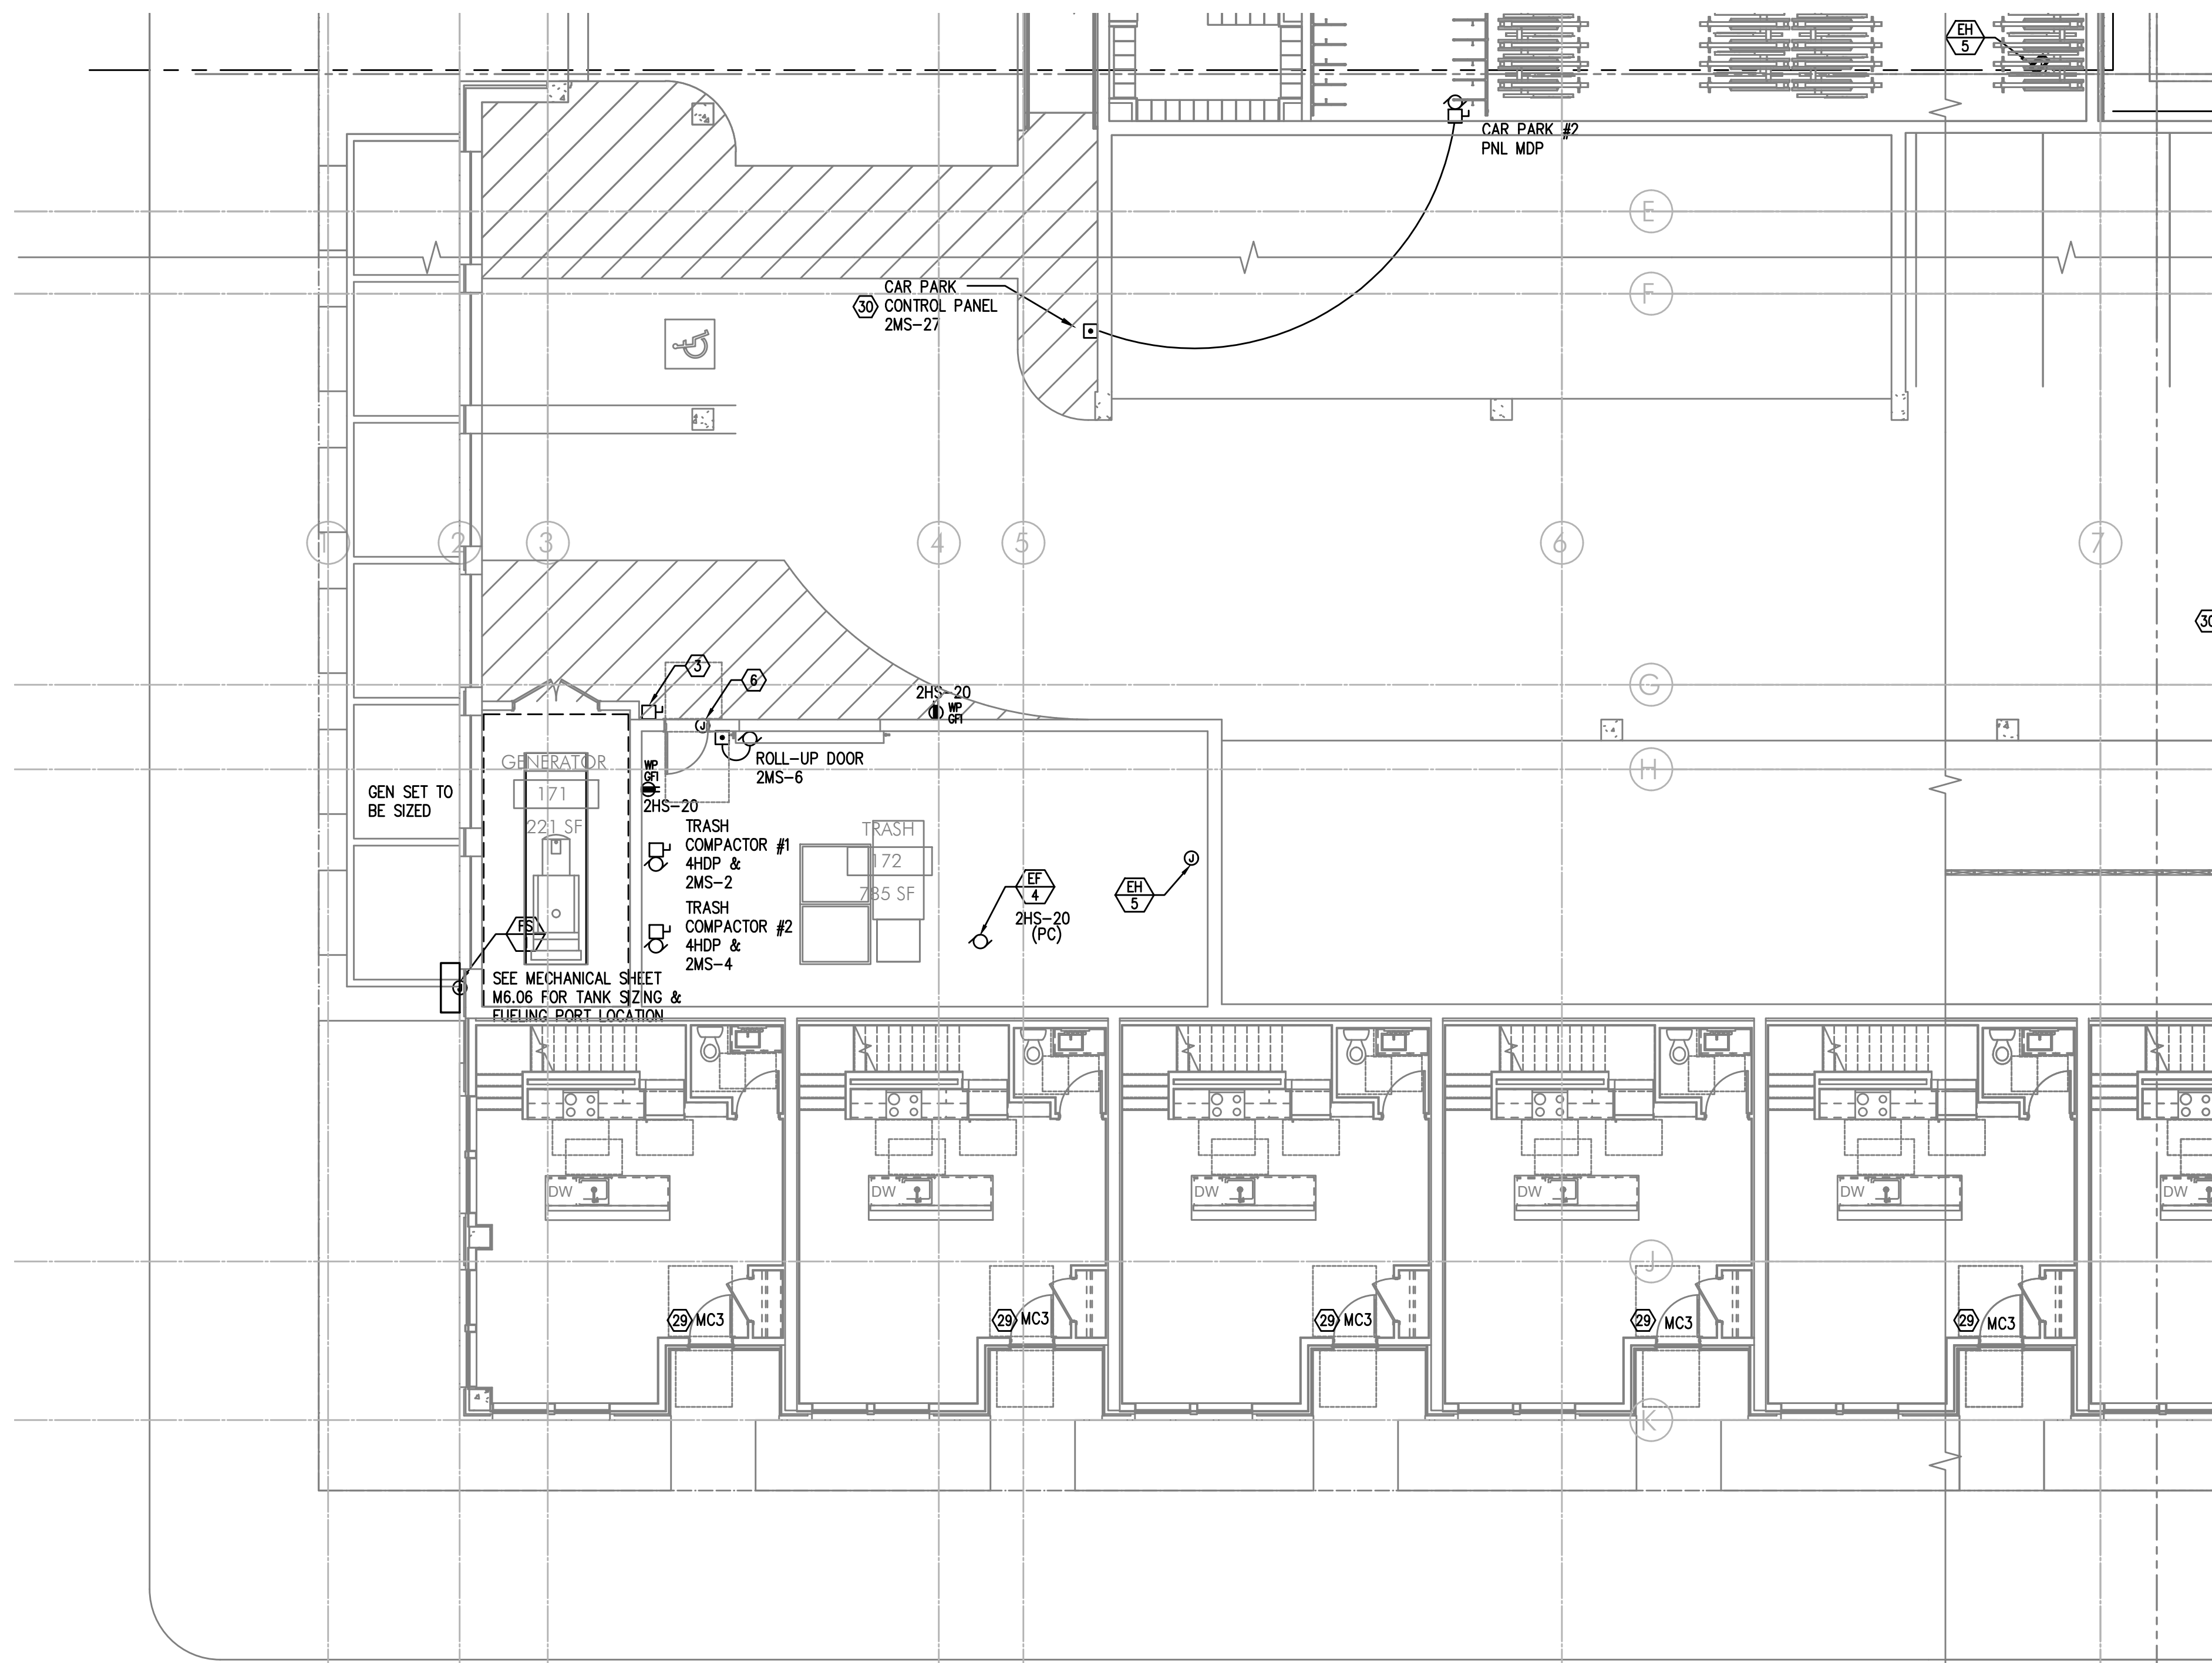 EH
5
CAR PARK #2
PNL MDP
E
F
CAR PARK
30 CONTROL PANEL
2MS-27
1
2
3
4
5
6
7
30
3
6
G
2HS-20
WP
GFI
J
ROLL-UP DOOR
2MS-6
H
GENERATOR
171
221 SF
WP
GFI
2HS-20
GEN SET TO
BE SIZED
TRASH
COMPACTOR #1
4HDP &
2MS-2
TRASH
172
785 SF
J
EF
4
2HS-20
(PC)
EH
5
TRASH
COMPACTOR #2
4HDP &
2MS-4
FS
J
SEE MECHANICAL SHEET
M6.06 FOR TANK SIZING &
FUELING PORT LOCATION
DW
DW
DW
DW
DW
DW
J
29 MC3
29 MC3
29 MC3
29 MC3
29 MC3
K